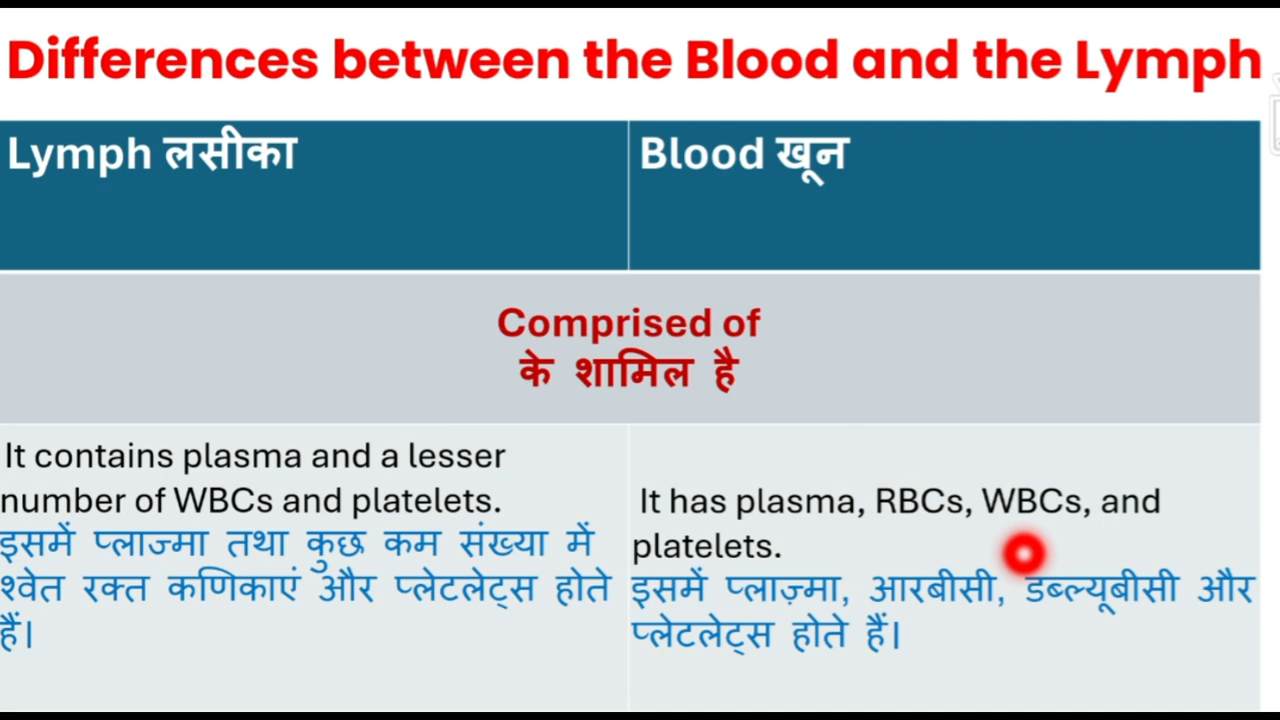 Differences between the Blood and the Lymph
Lymph लसीका
Blood खून
Comprised of
के शामिल है
It contains plasma and a lesser
number of WBCs and platelets.
इसमें प्लाज्मा तथा कुछ कम संख्या में
श्वेत रक्त कणिकाएं और प्लेटलेट्स होते
हैं।
It has plasma, RBCs, WBCs, and
platelets.
इसमें प्लाज़्मा, आरबीसी, डब्ल्यूबीसी और
प्लेटलेट्स होते हैं।